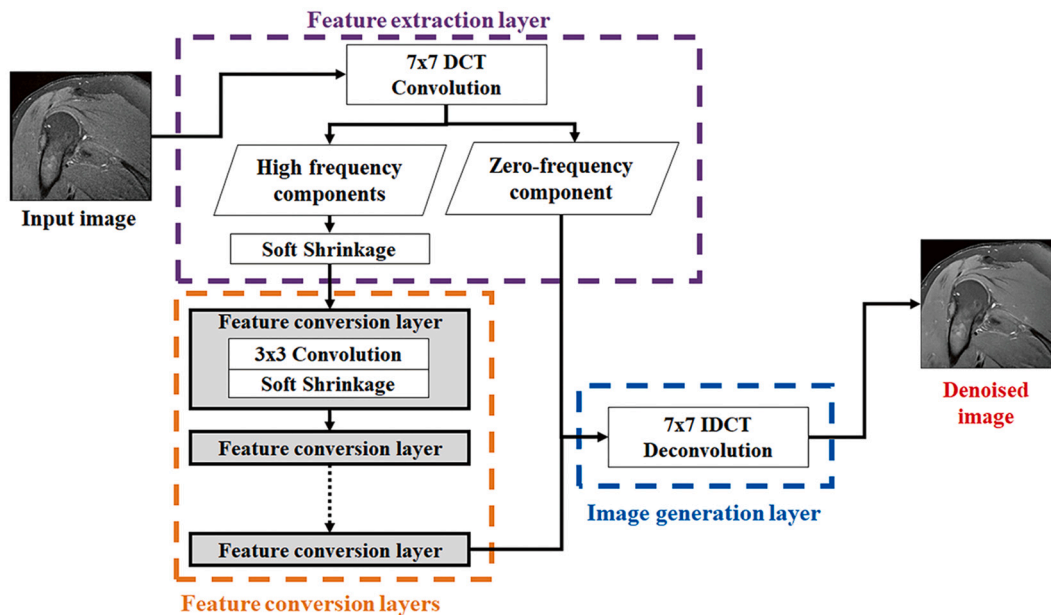 Feature extraction layer
7x7 DCT
Convolution
High frequency
components
Zero-frequency
component
Input image
Soft Shrinkage
Feature conversion layer
3x3 Convolution
Soft Shrinkage
Feature conversion layer
Feature conversion layer
Feature conversion layers
7x7 IDCT
Deconvolution
Image generation layer
Denoised
image